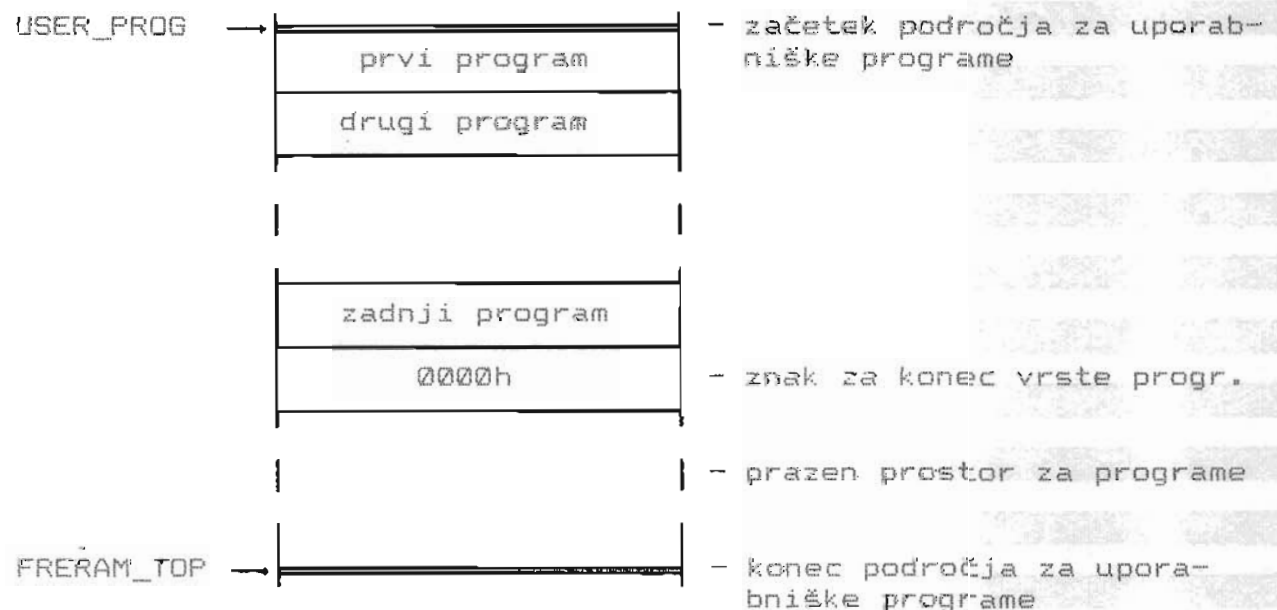 USER_PROG
- začetek področja za uporab-
niške programe
prvi program
drugi program
zadnji program
0000h
- znak za konec vrste progr.
- prazen prostor za programe
FRERAM_TOP
- konec področja za upora-
bniške programe